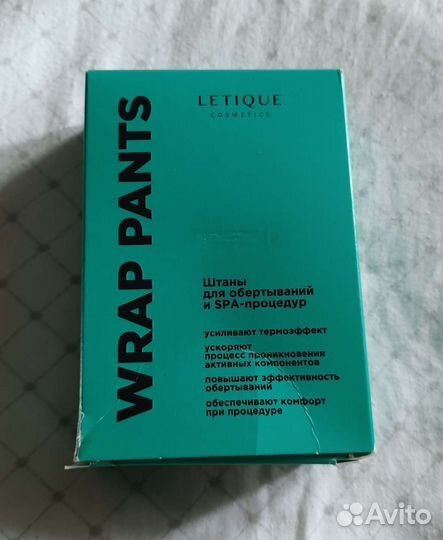 WRAP PANTS
LETIQUE
COSMETICS
Штаны
для обертываний
и SPA-процедур
усиливают термоэффект
ускоряют
процесс проникновения
активных компонентов
повышают эффективность
обертываний
обеспечивают комфорт
при процедуре
Avito